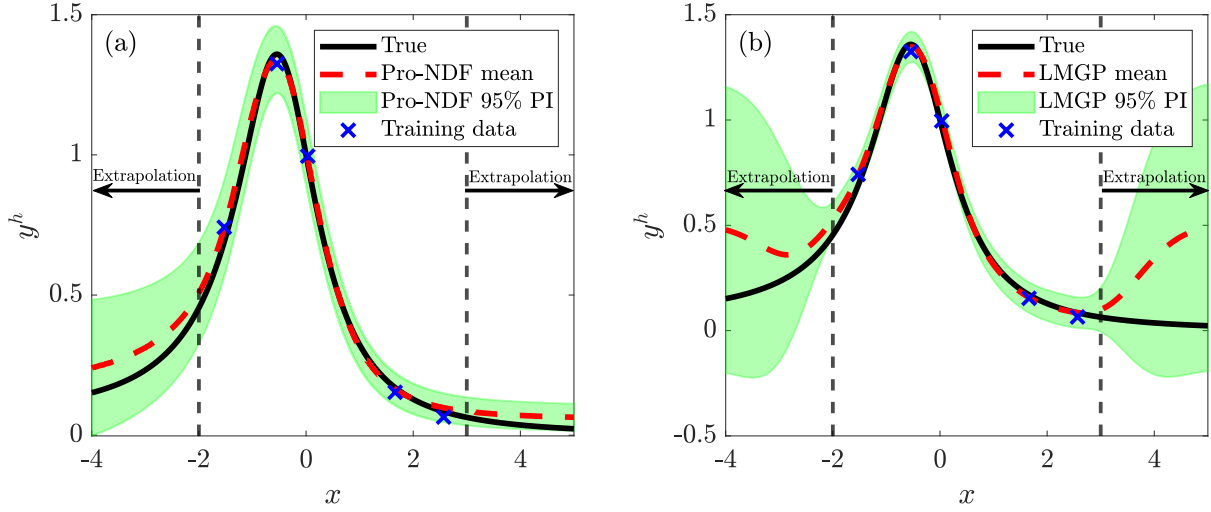 (a)
True
Pro-NDF mean
Pro-NDF 95% PI
Training data
Extrapolation
Extrapolation
1.5
1
0.5
0
y^h
-4
-2
0
2
4
x
(b)
True
LMGP mean
LMGP 95% PI
Training data
Extrapolation
Extrapolation
1.5
1
0.5
0
-0.5
y^h
-4
-2
0
2
4
x